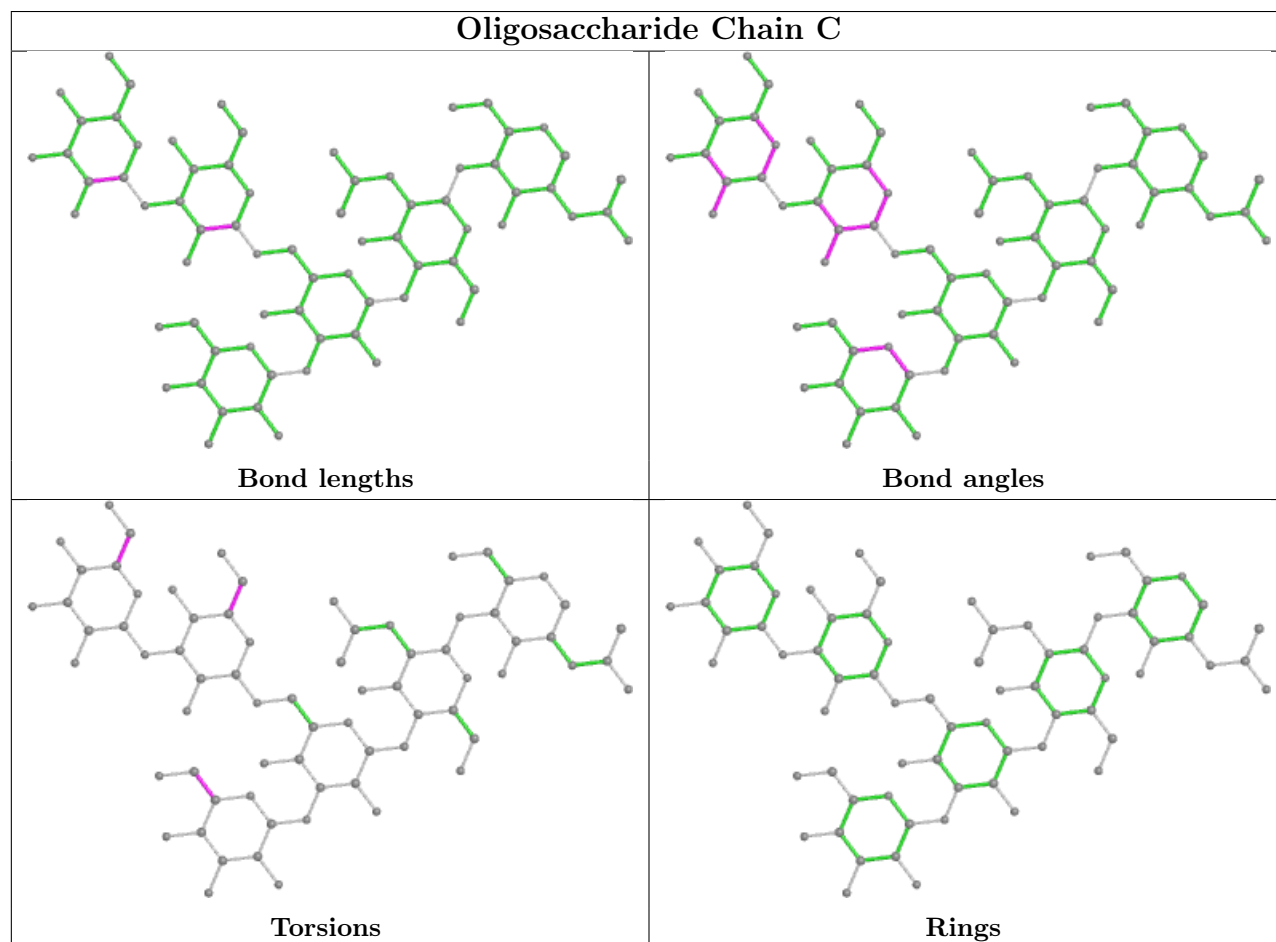 Oligosaccharide Chain C
Bond lengths
Bond angles
Torsions
Rings